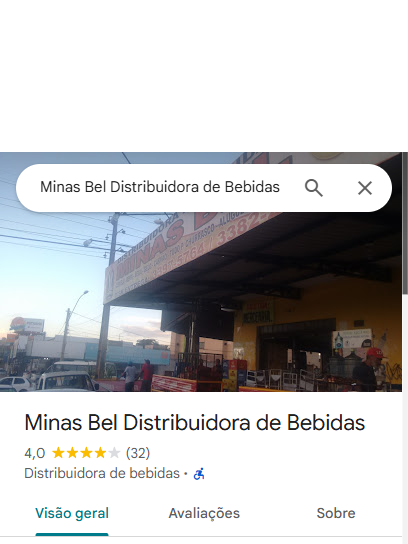 Minas Bel Distribuidora de Bebidas
MINAS
3382-
Minas Bel Distribuidora de Bebidas
4,0 (32)
Distribuidora de bebidas ·
Visão geral Avaliações Sobre